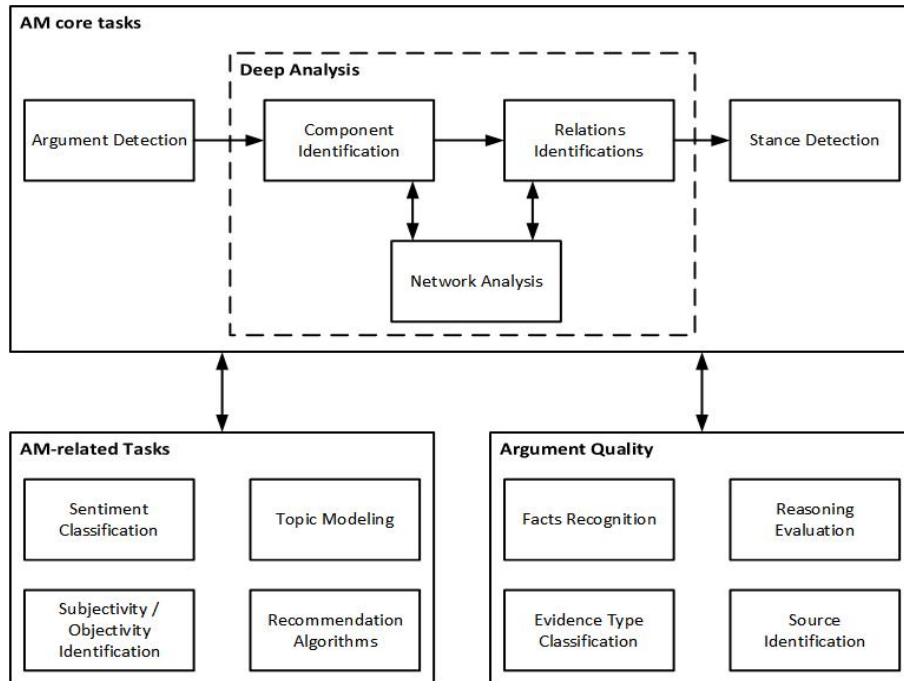 AM core tasks
Deep Analysis
Argument Detection
Component
Identification
Relations
Identifications
Stance Detection
Network Analysis
AM-related Tasks
Sentiment
Classification
Topic Modeling
Subjectivity /
Objectivity
Identification
Recommendation
Algorithms
Argument Quality
Facts Recognition
Reasoning
Evaluation
Evidence Type
Classification
Source
Identification